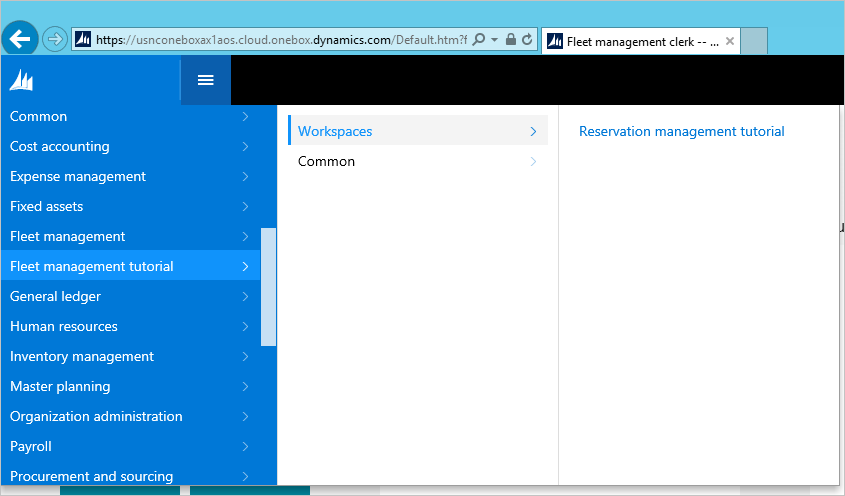 https://usnconeboxax1aos.cloud.onebox.dynamics.com/Default.htm?f
Fleet management clerk -- ...
Common
Cost accounting
Expense management
Fixed assets
Fleet management
Fleet management tutorial
General ledger
Human resources
Inventory management
Master planning
Organization administration
Payroll
Procurement and sourcing
Workspaces
Common
Reservation management tutorial